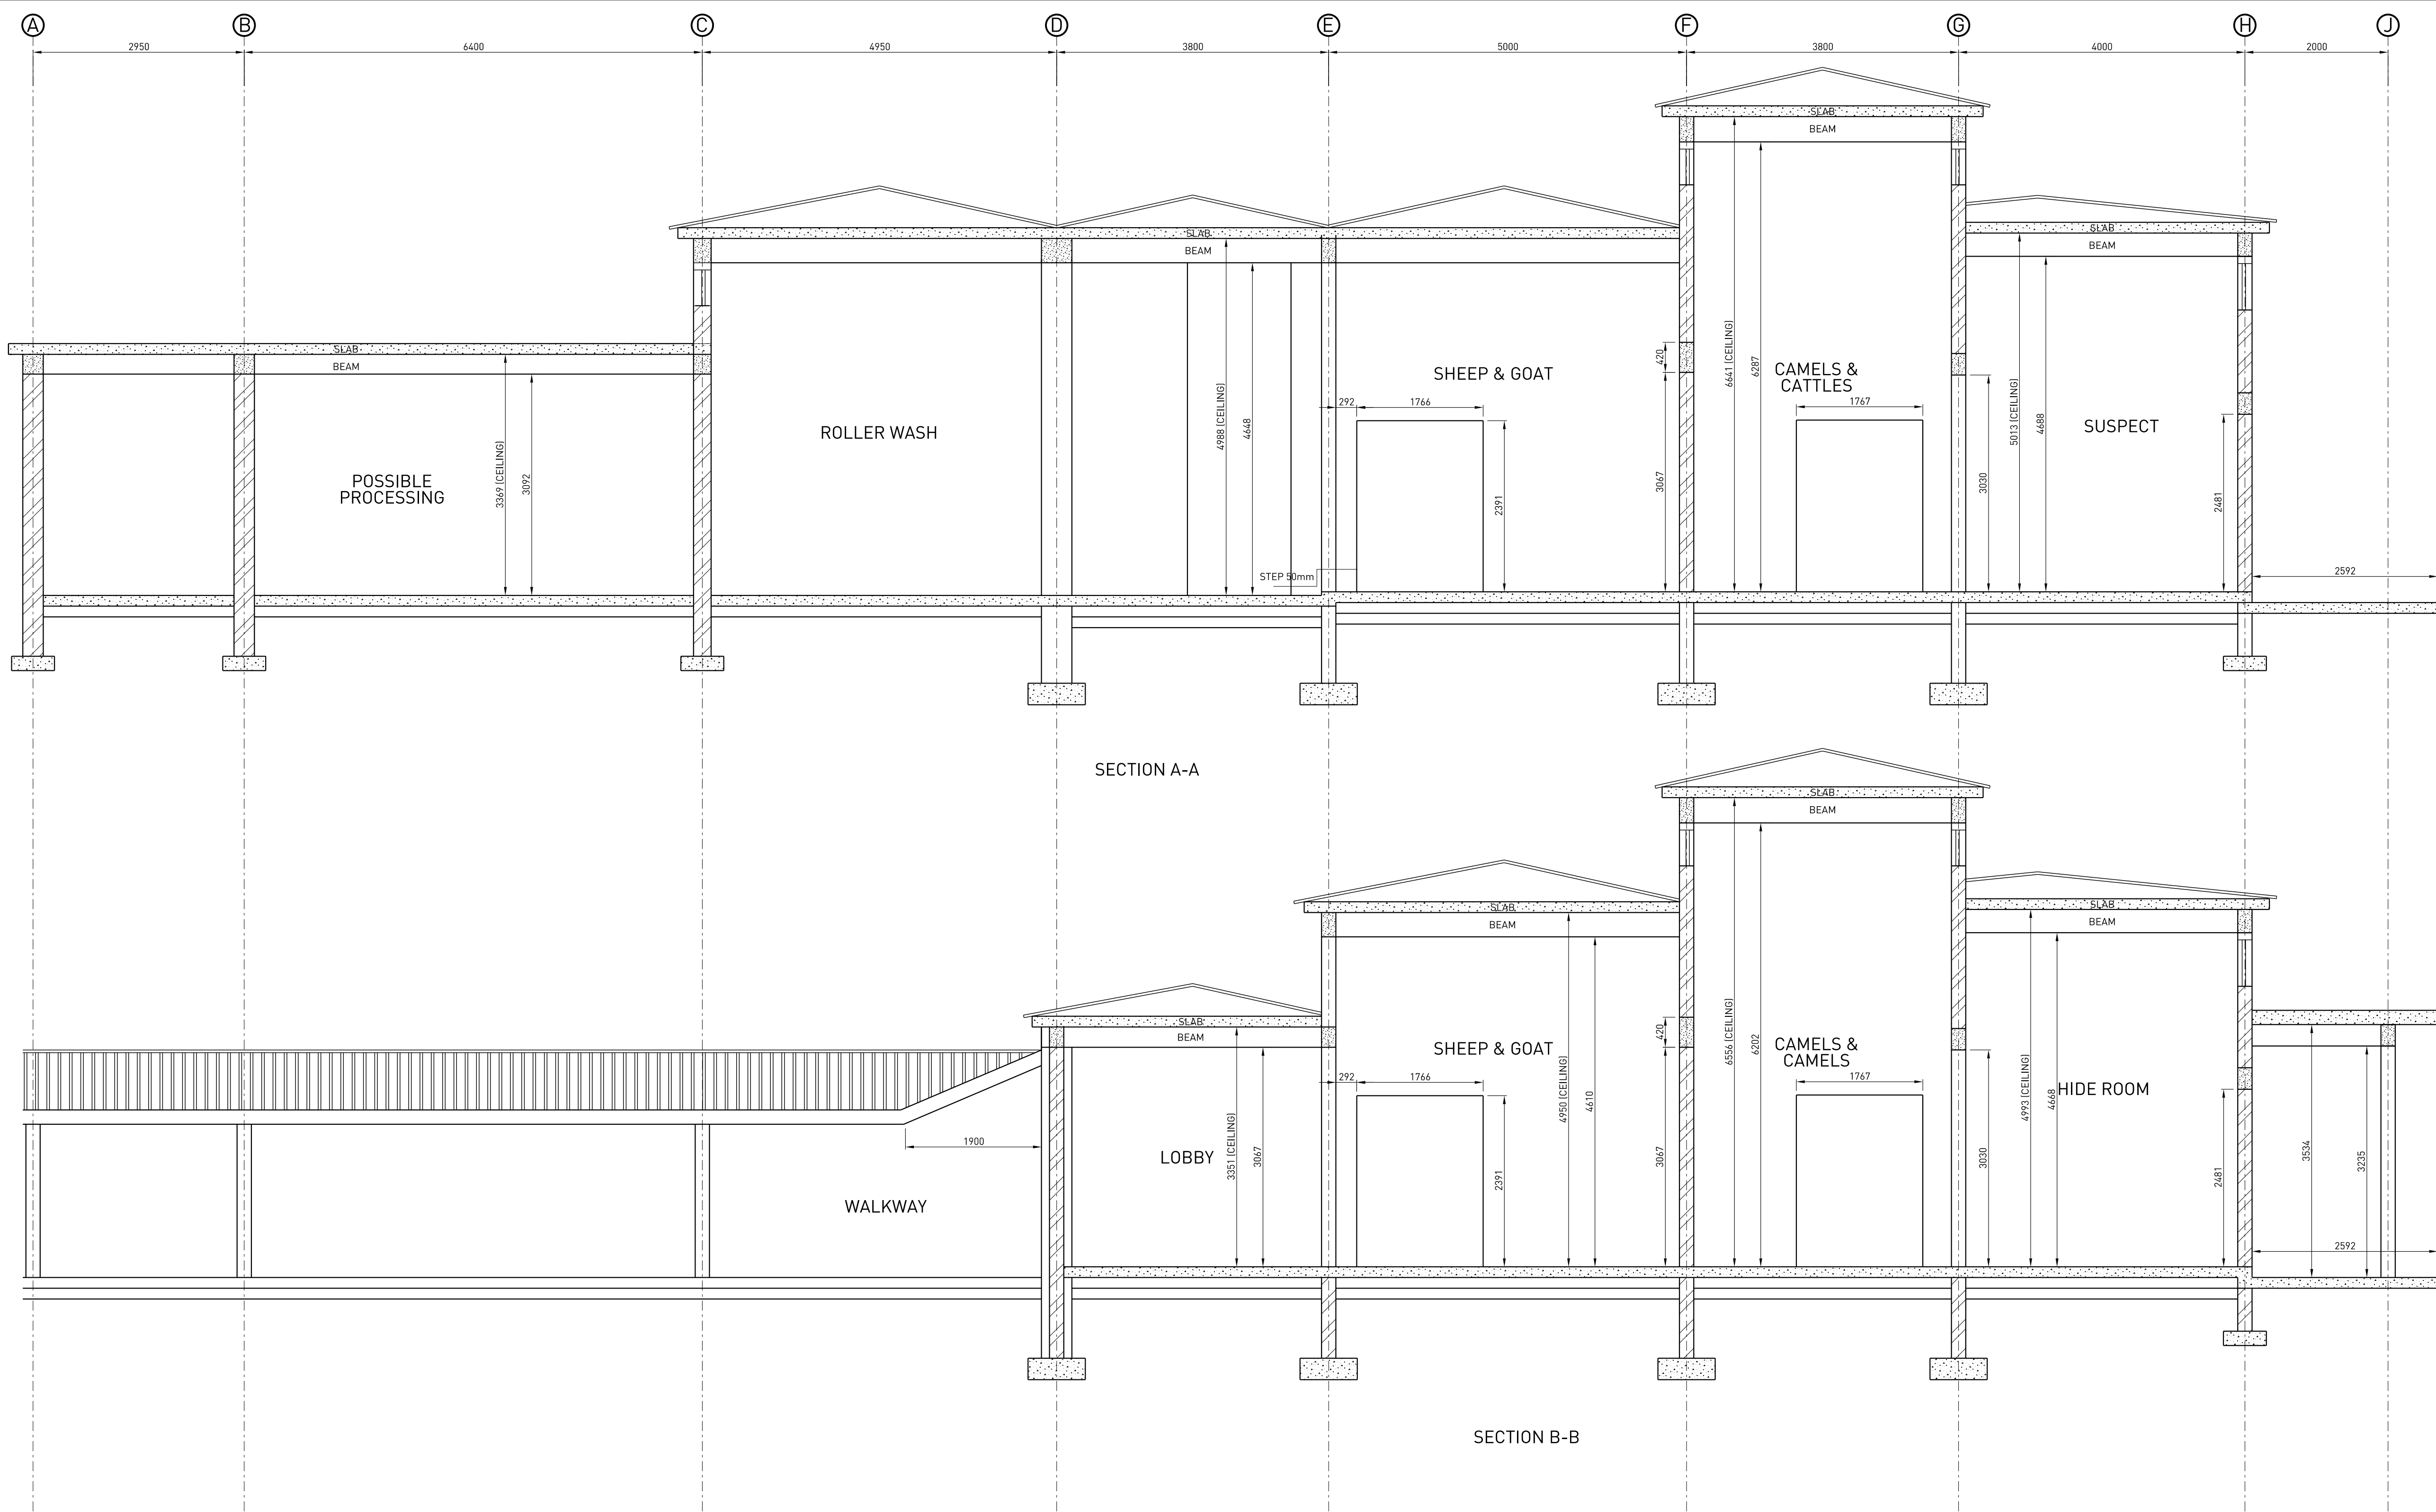 A
B
C
D
E
F
G
H
J
2950
6400
4950
3800
5000
3800
4000
2000
SLAB
BEAM
SLAB
BEAM
SLAB
BEAM
SLAB
BEAM
POSSIBLE
PROCESSING
3369 (CEILING)
3092
ROLLER WASH
4988 (CEILING)
4648
STEP 50mm
SHEEP & GOAT
292
1766
2391
420
3067
6641 (CEILING)
6287
CAMELS &
CATTLES
1767
3030
5013 (CEILING)
4688
SUSPECT
2481
2592
SECTION A-A
SLAB
BEAM
SLAB
BEAM
SLAB
BEAM
SLAB
BEAM
1900
WALKWAY
LOBBY
3351 (CEILING)
3067
SHEEP & GOAT
292
1766
2391
4950 (CEILING)
4610
420
3067
6556 (CEILING)
6202
CAMELS &
CAMELS
1767
3030
4993 (CEILING)
4668
HIDE ROOM
2481
3534
3235
2592
SECTION B-B